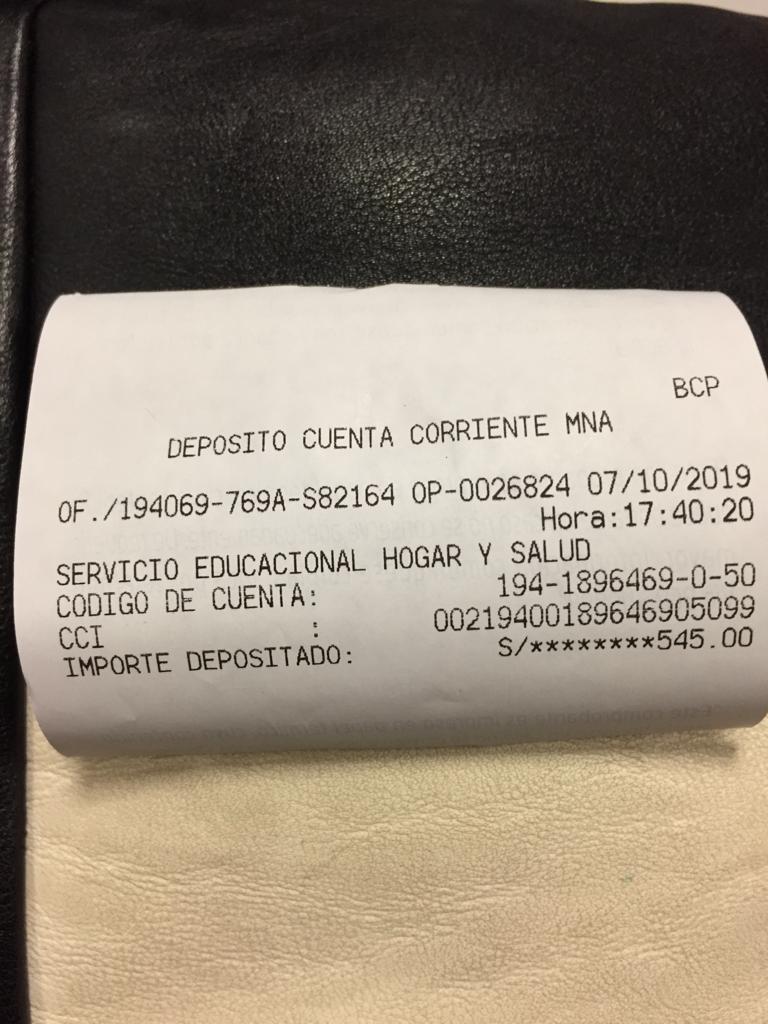 BCP
DEPOSITO CUENTA CORRIENTE MNA
OF./194069-769A-S82164 OP-0026824 07/10/2019
Hora:17:40:20
SERVICIO EDUCACIONAL HOGAR Y SALUD
CODIGO DE CUENTA: 194-1896469-0-50
CCI : 00219400189646905099
IMPORTE DEPOSITADO: S/********545.00